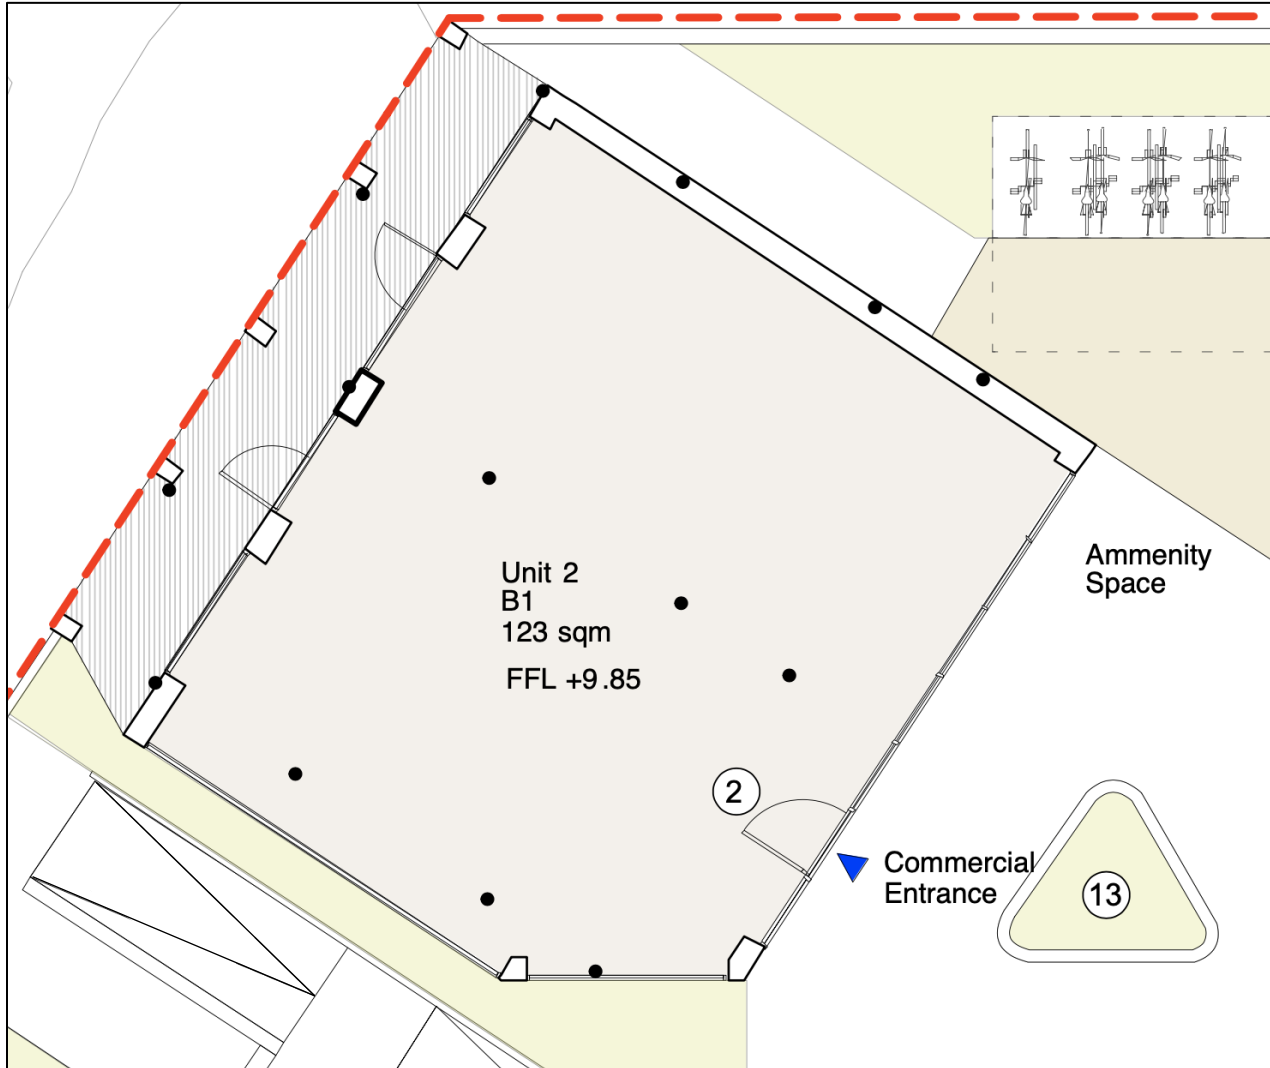 Unit 2
B1
123 sqm
FFL +9.85
Ammenity
Space
2
Commercial
Entrance
13